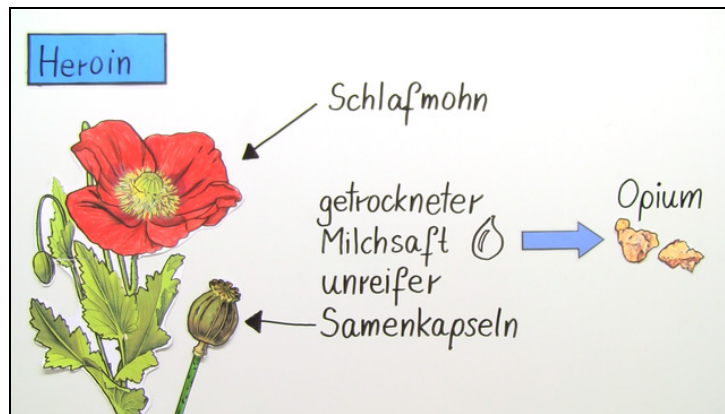 Heroin
Schlafmohn
getrockneter
Milchsaft
unreifer
Samenkapseln
Opium